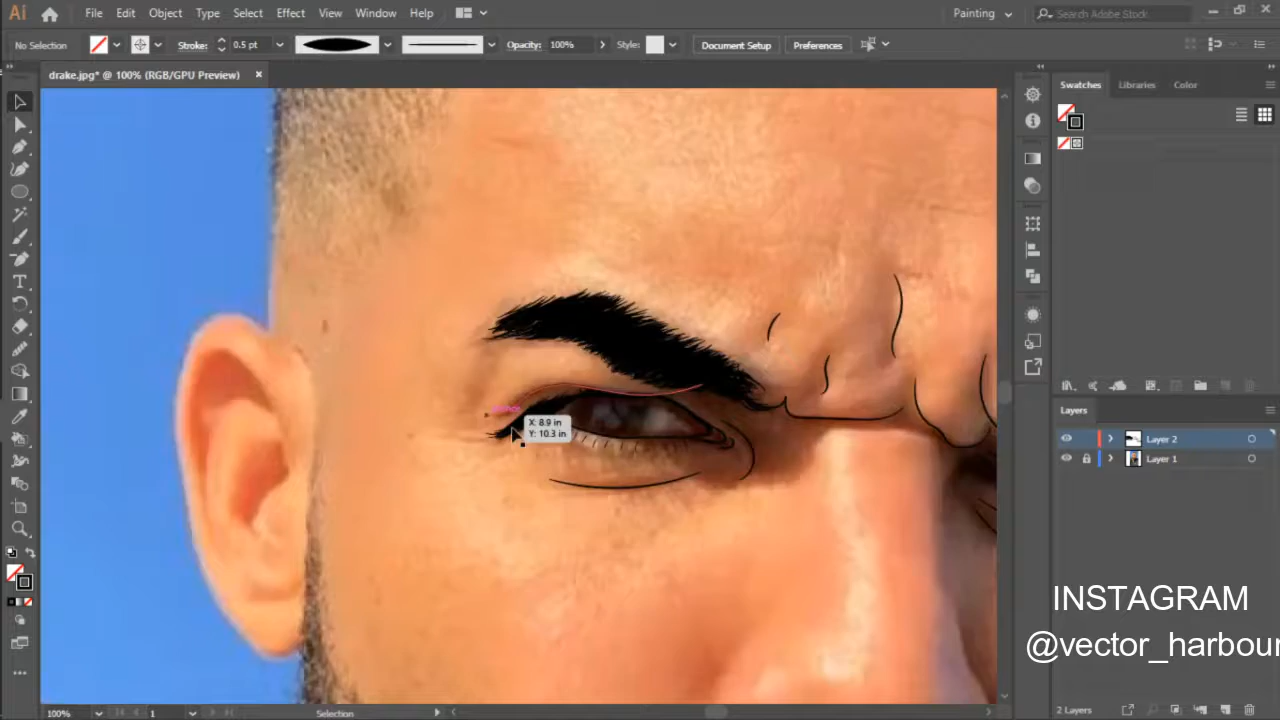 Ai File Edit Object Type Select Effect View Window Help Painting Search Adobe Stock
No Selection Stroke: 0.5 pt Opacity: 100% Style: Document Setup Preferences
drake.jpg* @ 100% (RGB/GPU Preview) ×
Swatches Libraries Color
X: 8.9 in
Y: 10.3 in
Layers
Layer 2
Layer 1
INSTAGRAM
@vector_harbour
100% 1 Selection 2 Layers